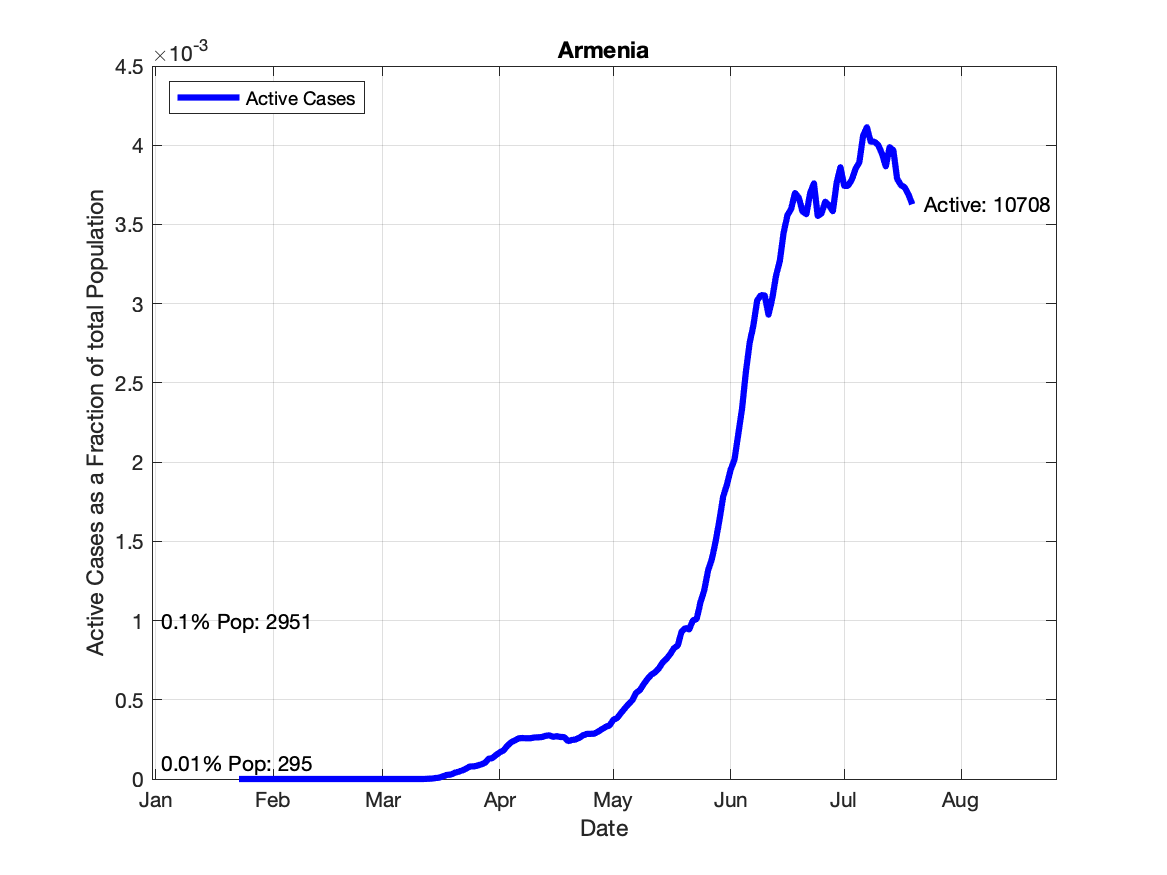 Armenia
×10-3
Active Cases
4.5
4
3.5
3
2.5
2
1.5
1
0.5
0
Active Cases as a Fraction of total Population
Active: 10708
0.1% Pop: 2951
0.01% Pop: 295
Jan Feb Mar Apr May Jun Jul Aug
Date